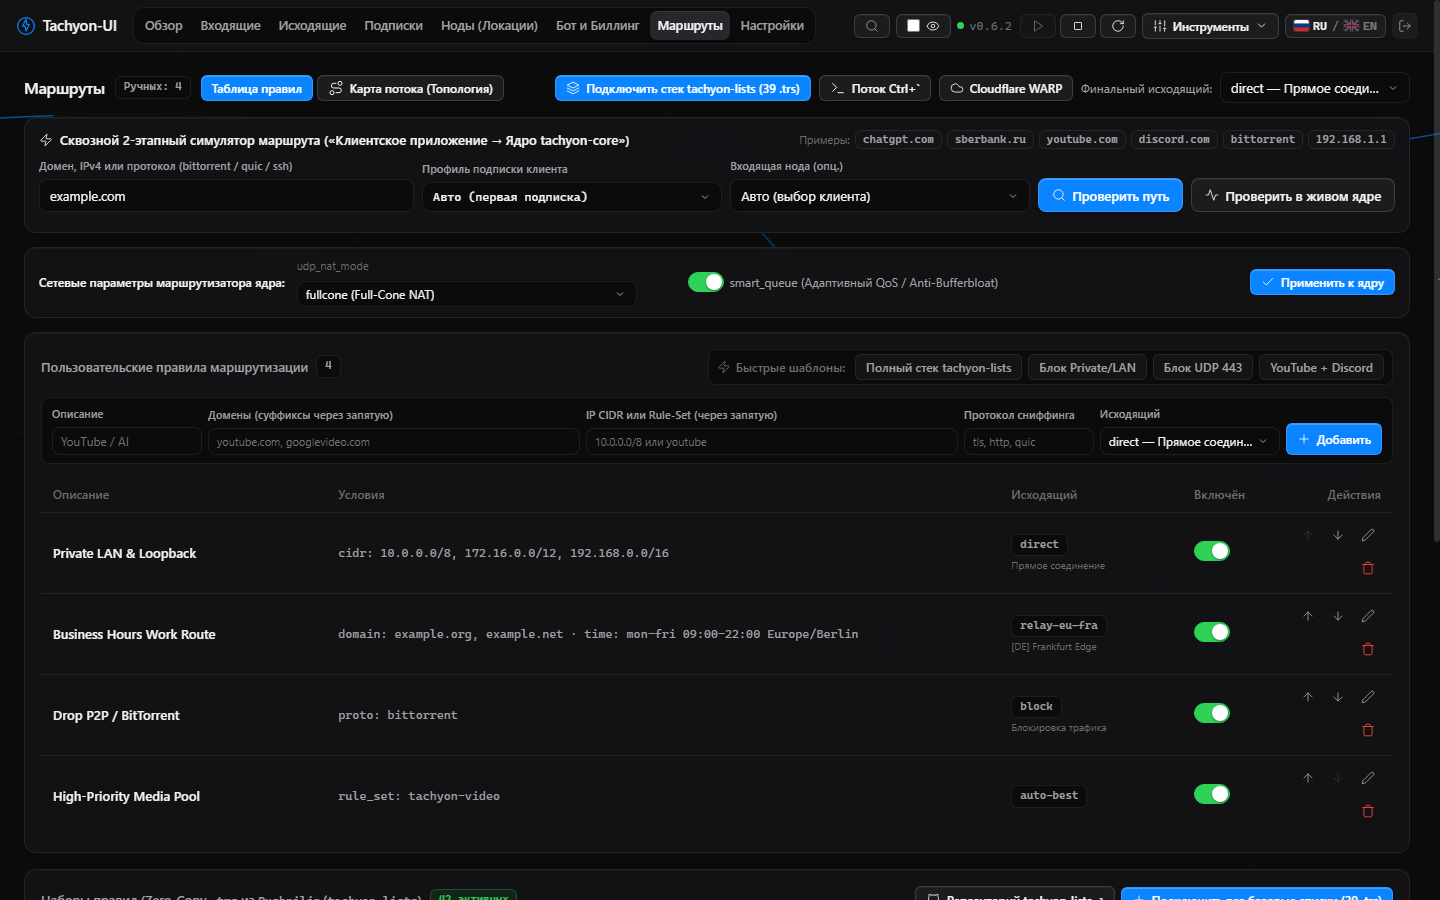 Tachyon-UI
Обзор Входящие Исходящие Подписки Ноды (Локации) Бот и Биллинг Маршруты Настройки
v0.6.2
Инструменты
RU / EN
Маршруты Ручных: 4 Таблица правил Карта потока (Топология)
Подключить стек tachyon-lists (39 .trs) Поток Ctrl+` Cloudflare WARP Финальный исходящий: direct — Прямое соеди...
Сквозной 2-этапный симулятор маршрута («Клиентское приложение → Ядро tachyon-core»)
Примеры: chatgpt.com sberbank.ru youtube.com discord.com bittorrent 192.168.1.1
Домен, IPv4 или протокол (bittorrent / quic / ssh) Профиль подписки клиента Входящая нода (опц.)
example.com Авто (первая подписка) Авто (выбор клиента) Проверить путь Проверить в живом ядре
udp_nat_mode
Сетевые параметры маршрутизатора ядра: fullcone (Full-Cone NAT) smart_queue (Адаптивный QoS / Anti-Bufferbloat) Применить к ядру
Пользовательские правила маршрутизации 4
Быстрые шаблоны: Полный стек tachyon-lists Блок Private/LAN Блок UDP 443 YouTube + Discord
Описание Домены (суффиксы через запятую) IP CIDR или Rule-Set (через запятую) Протокол сниффинга Исходящий
YouTube / AI youtube.com, googlevideo.com 10.0.0.0/8 или youtube tls, http, quic direct — Прямое соедин... Добавить
Описание Условия Исходящий Включён Действия
Private LAN & Loopback cidr: 10.0.0.0/8, 172.16.0.0/12, 192.168.0.0/16 direct
Прямое соединение
Business Hours Work Route domain: example.org, example.net · time: mon-fri 09:00-22:00 Europe/Berlin relay-eu-fra
[DE] Frankfurt Edge
Drop P2P / BitTorrent proto: bittorrent block
Блокировка трафика
High-Priority Media Pool rule_set: tachyon-video auto-best